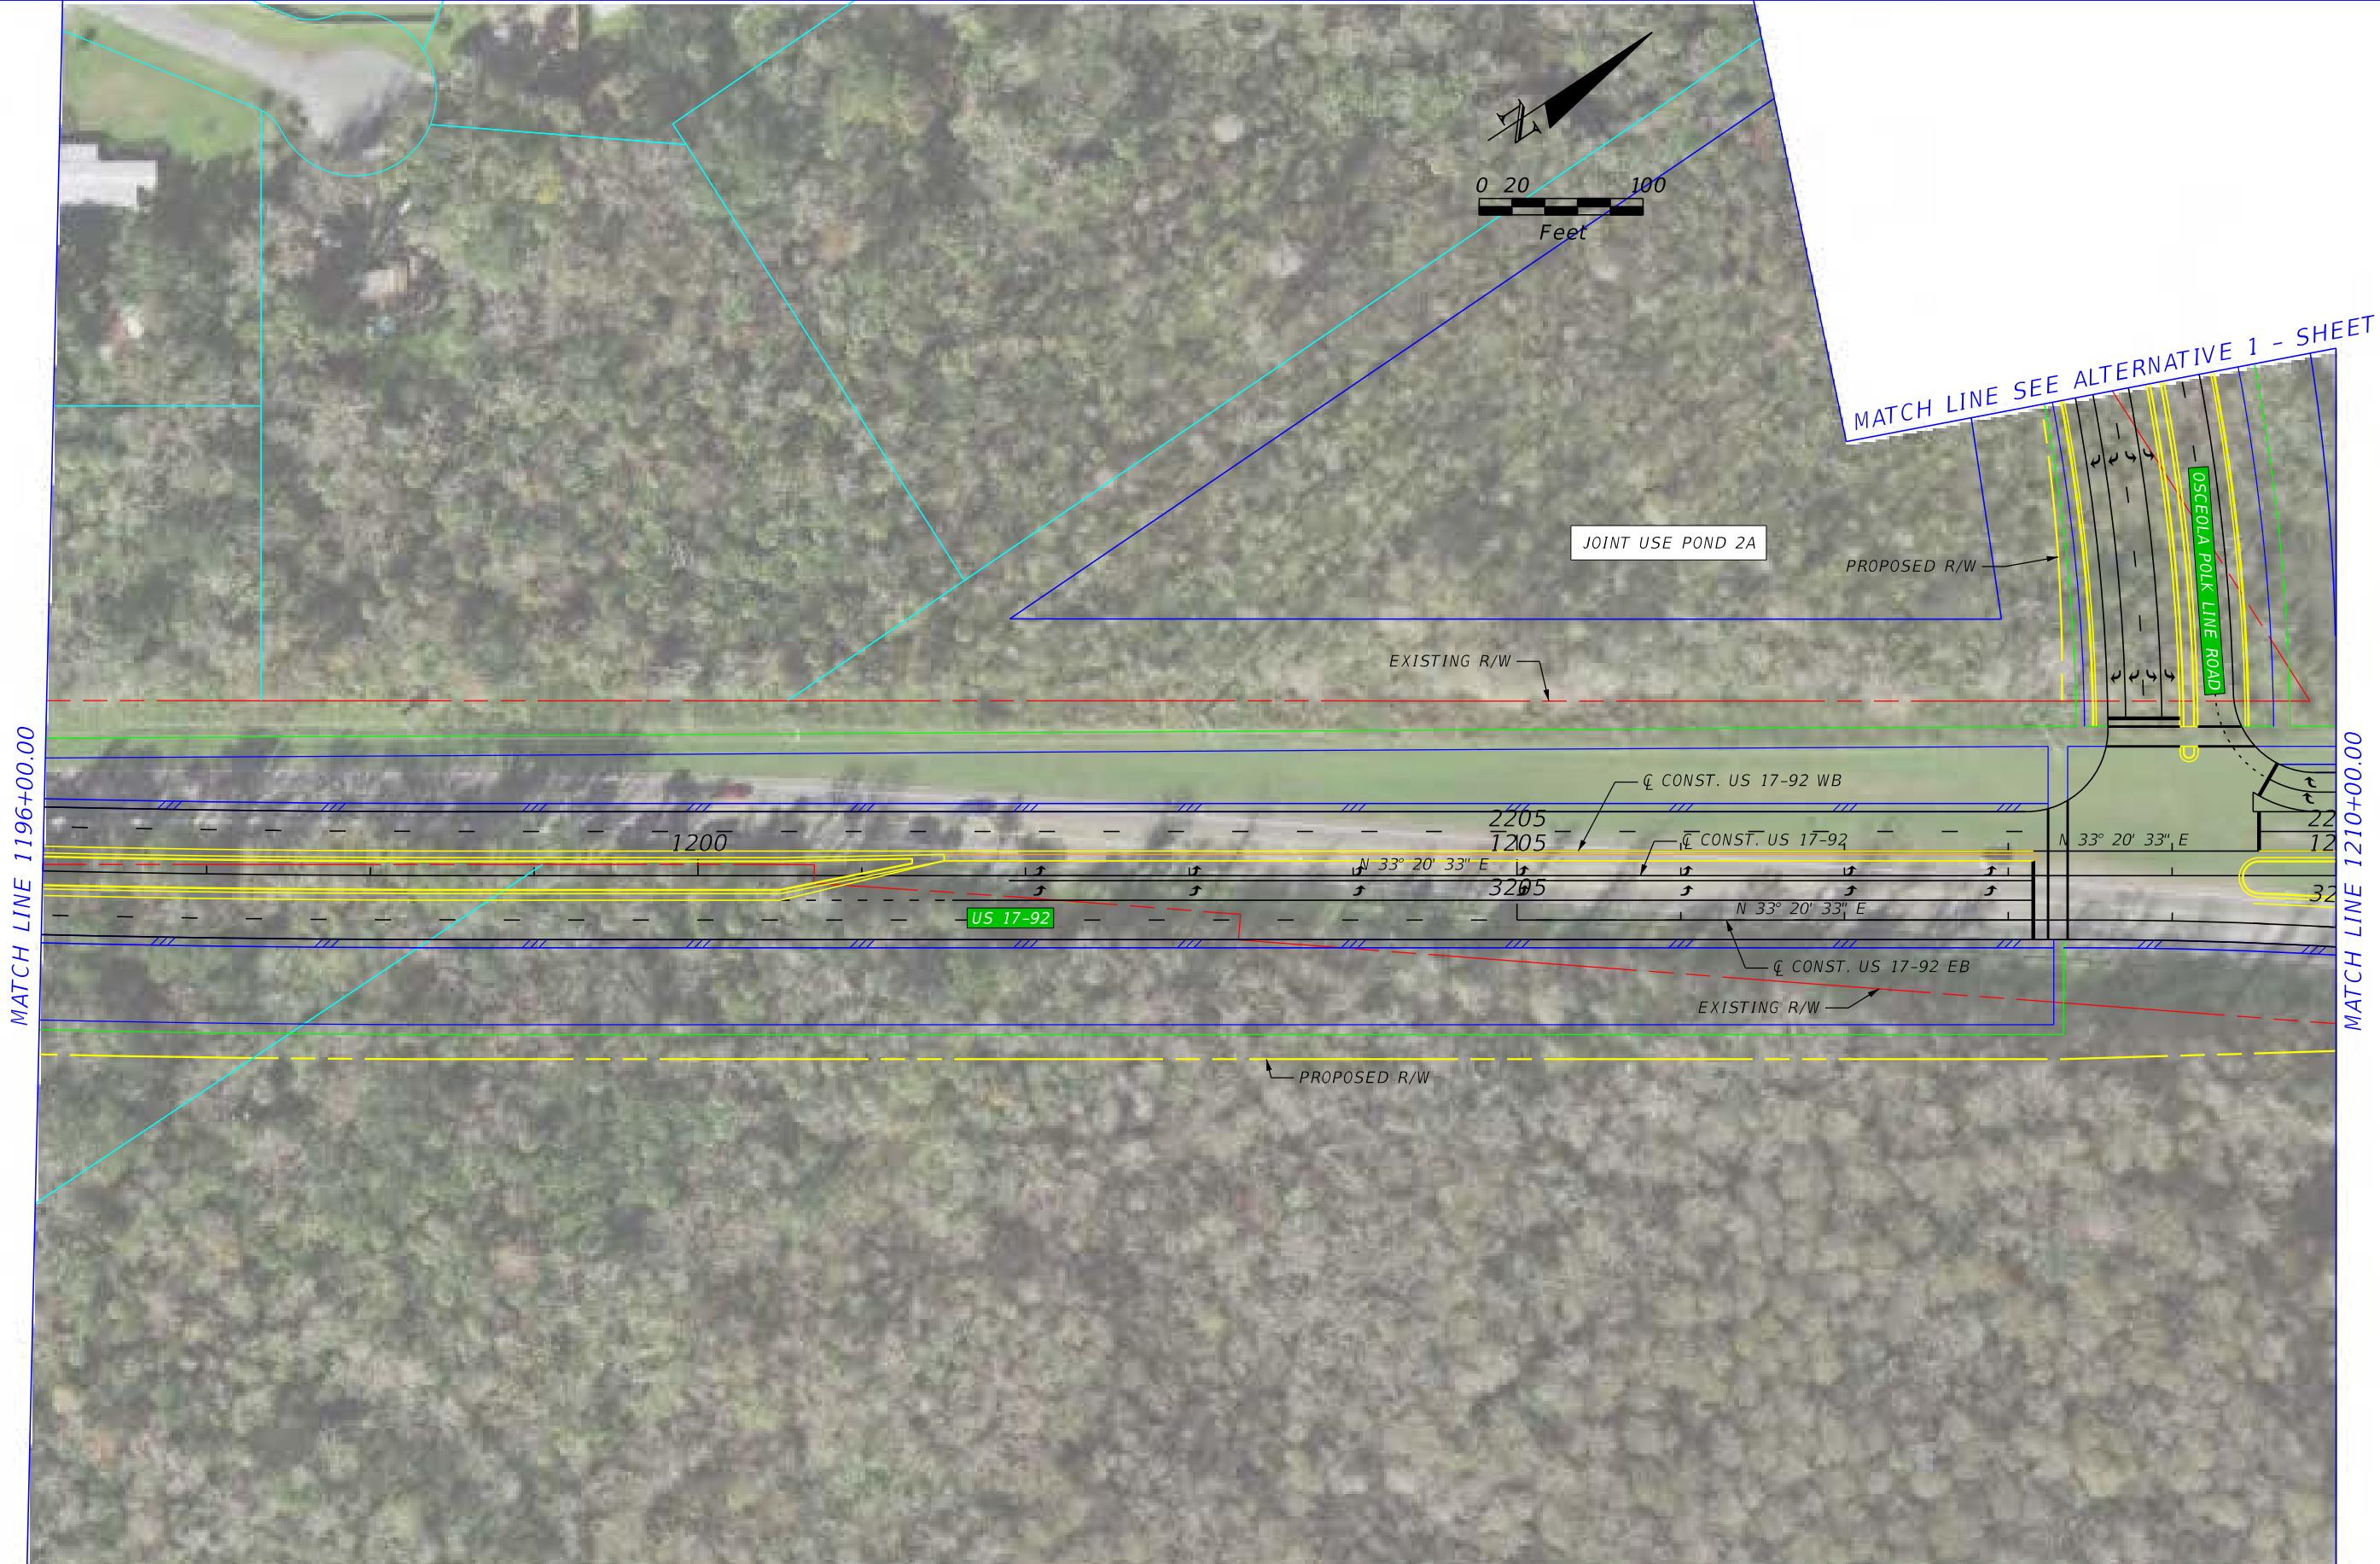 N
0 20 100
Feet
MATCH LINE SEE ALTERNATIVE 1 - SHEET
OSCEOLA POLK LINE ROAD
JOINT USE POND 2A
PROPOSED R/W
EXISTING R/W
MATCH LINE 1196+00.00
MATCH LINE 1210+00.00
℄ CONST. US 17-92 WB
2205
22
1200
1205
℄ CONST. US 17-92
N 33° 20' 33" E
12
N 33° 20' 33" E
3205
32
N 33° 20' 33" E
US 17-92
℄ CONST. US 17-92 EB
EXISTING R/W
PROPOSED R/W